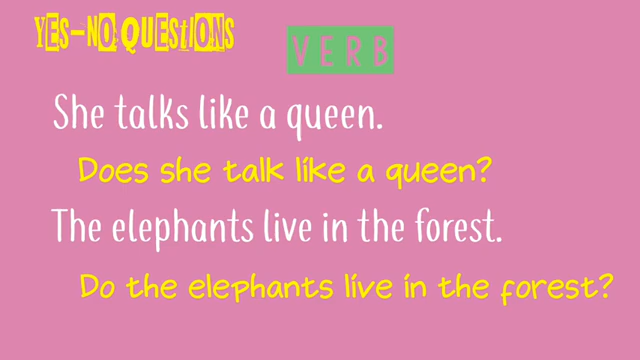 YES-NO QUESTIONS
VERB
She talks like a queen.
Does she talk like a queen?
The elephants live in the forest.
Do the elephants live in the forest?